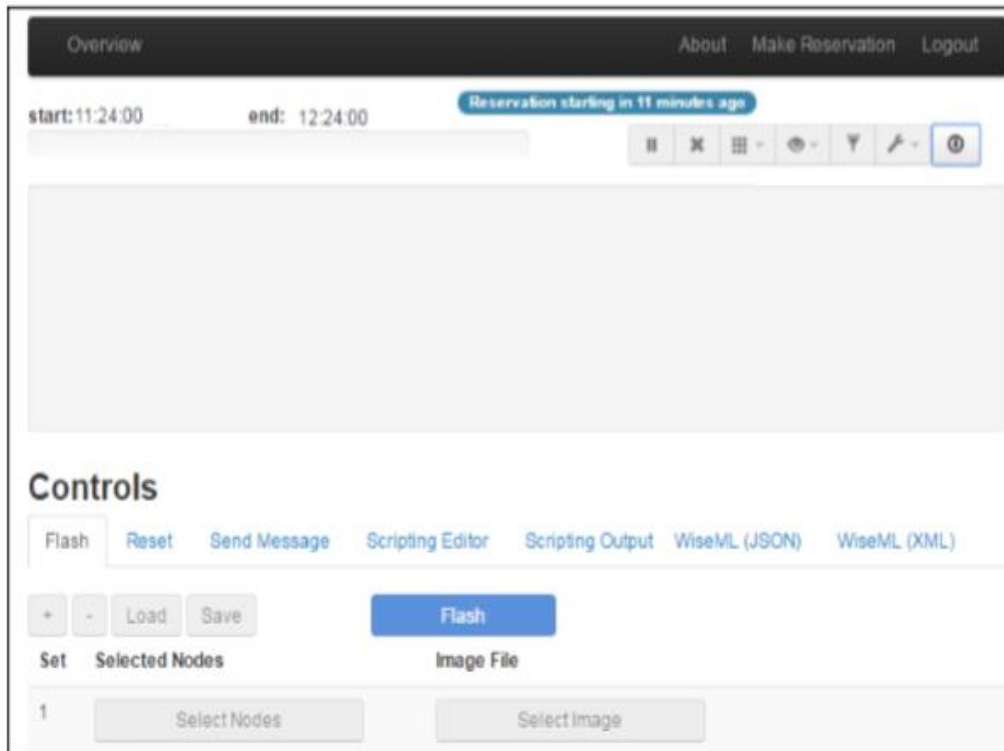 Overview About Make Reservation Logout
Reservation starting in 11 minutes ago
start: 11:24:00 end: 12:24:00
Controls
Flash Reset Send Message Scripting Editor Scripting Output WiseML (JSON) WiseML (XML)
+ - Load Save Flash
Set Selected Nodes Image File
1 Select Nodes Select Image